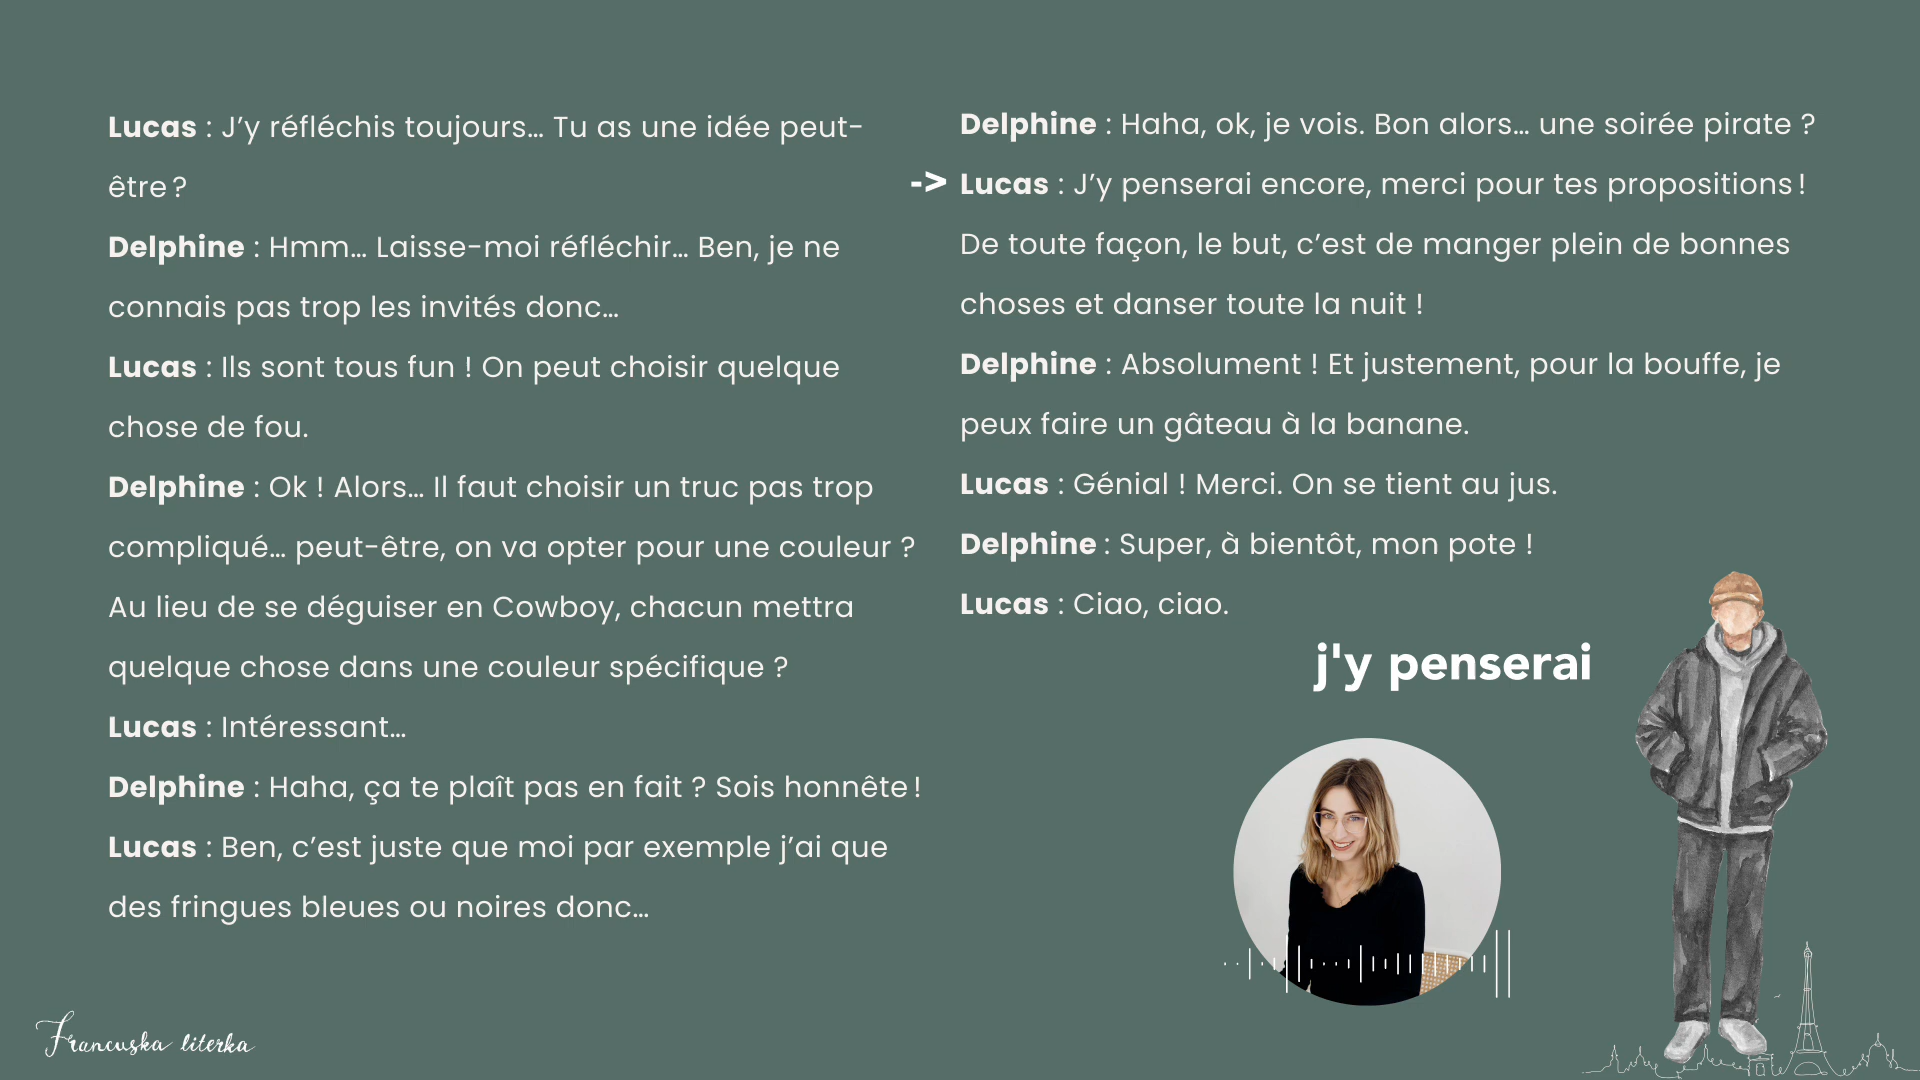 Lucas : J’y réfléchis toujours… Tu as une idée peut-
être ?
Delphine : Hmm… Laisse-moi réfléchir… Ben, je ne
connais pas trop les invités donc…
Lucas : Ils sont tous fun ! On peut choisir quelque
chose de fou.
Delphine : Ok ! Alors… Il faut choisir un truc pas trop
compliqué… peut-être, on va opter pour une couleur ?
Au lieu de se déguiser en Cowboy, chacun mettra
quelque chose dans une couleur spécifique ?
Lucas : Intéressant…
Delphine : Haha, ça te plaît pas en fait ? Sois honnête !
Lucas : Ben, c’est juste que moi par exemple j’ai que
des fringues bleues ou noires donc…
Delphine : Haha, ok, je vois. Bon alors… une soirée pirate ?
-> Lucas : J’y penserai encore, merci pour tes propositions !
De toute façon, le but, c’est de manger plein de bonnes
choses et danser toute la nuit !
Delphine : Absolument ! Et justement, pour la bouffe, je
peux faire un gâteau à la banane.
Lucas : Génial ! Merci. On se tient au jus.
Delphine : Super, à bientôt, mon pote !
Lucas : Ciao, ciao.
j'y penserai
Francuska literka